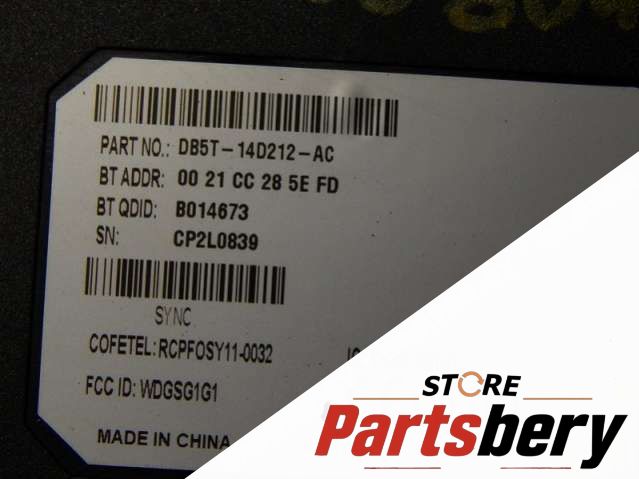 PART NO.: DB5T-14D212-AC
BT ADDR: 00 21 CC 28 5E FD
BT QDID: B014673
SN: CP2L0839
SYNC
COFETEL: RCPFOSY11-0032
FCC ID: WDGSG1G1
MADE IN CHINA
STORE
Partsbery